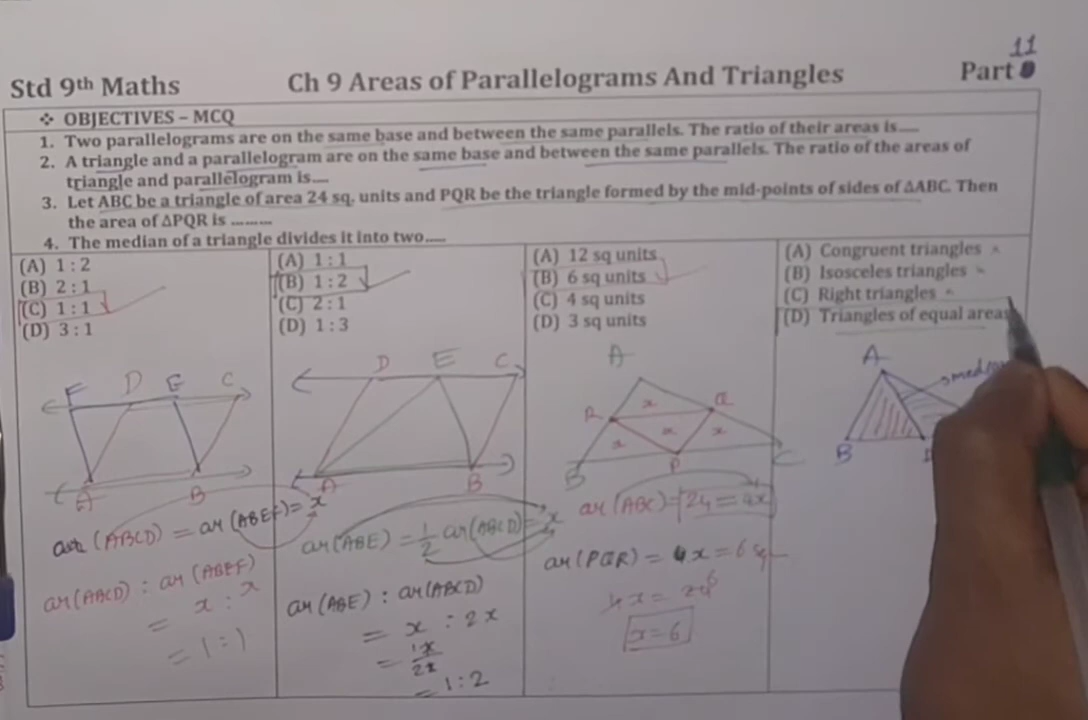 11
Std 9th Maths Ch 9 Areas of Parallelograms And Triangles Part
❖ OBJECTIVES – MCQ
1. Two parallelograms are on the same base and between the same parallels. The ratio of their areas is.....
2. A triangle and a parallelogram are on the same base and between the same parallels. The ratio of the areas of
triangle and parallelogram is....
3. Let ABC be a triangle of area 24 sq. units and PQR be the triangle formed by the mid-points of sides of ΔABC. Then
the area of ΔPQR is .........
4. The median of a triangle divides it into two.....
(A) 1 : 2
(B) 2 : 1
(C) 1 : 1
(D) 3 : 1
F D E C
A B
ar (ABCD) = ar (ABEF) = x
ar (ABCD) : ar (ABEF)
= x : x
= 1 : 1
(A) 1 : 1
(B) 1 : 2
(C) 2 : 1
(D) 1 : 3
D E C
A B
ar (ABE) = 1/2 ar (ABCD) =
ar (ABE) : ar (ABCD)
= x : 2x
= 1x/2x
= 1 : 2
(A) 12 sq units
(B) 6 sq units
(C) 4 sq units
(D) 3 sq units
A
R x Q
x x x
B P C
ar (ABC) = 24 = 4x
ar (PQR) = x = 6 sq
4x = 24 6
x = 6
(A) Congruent triangles
(B) Isosceles triangles
(C) Right triangles
(D) Triangles of equal areas
A
B